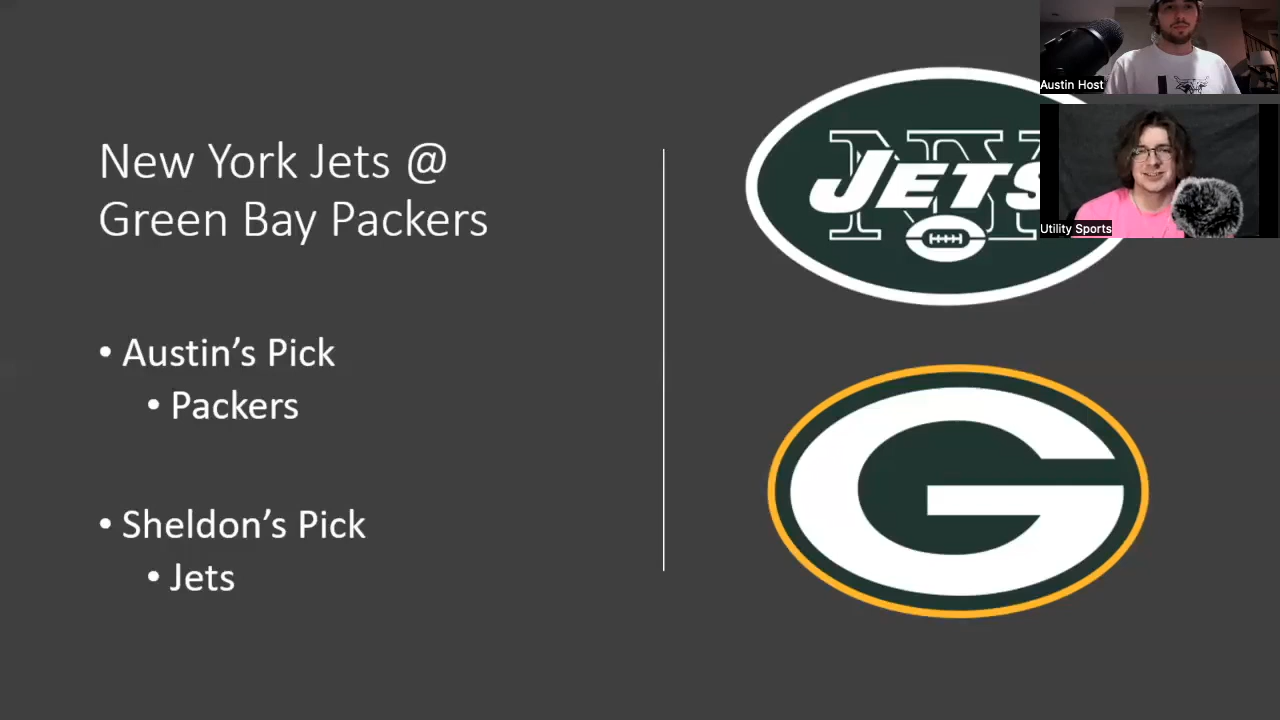 New York Jets @
Green Bay Packers
• Austin’s Pick
• Packers
• Sheldon’s Pick
• Jets
NY
JETS
G
Austin Host
Utility Sports